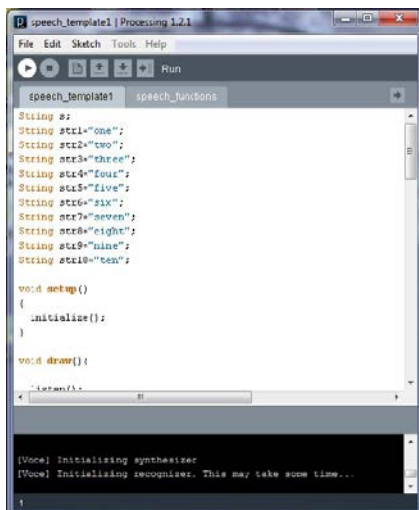 speech_template1 | Processing 1.2.1
File Edit Sketch Tools Help
Run
speech_template1 speech_functions
String s;
String str1="one";
String str2="two";
String str3="three";
String str4="four";
String str5="five";
String str6="six";
String str7="seven";
String str8="eight";
String str9="nine";
String str10="ten";
void setup()
{
initialize();
}
void draw(){
listen();
[Voce] Initializing synthesizer
[Voce] Initializing recognizer. This may take some time...
1